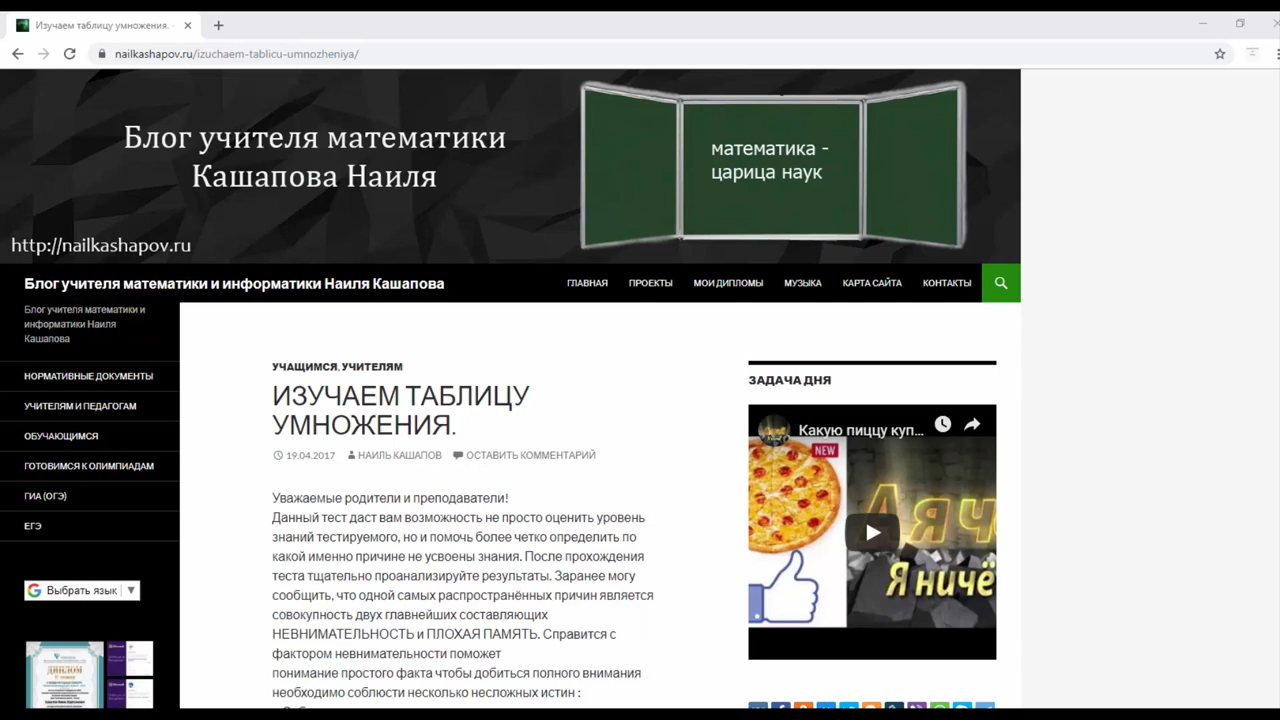 Изучаем таблицу умножения. -
nailkashapov.ru/izuchaem-tablicu-umnozheniya/
Блог учителя математики
Кашапова Наиля
математика -
царица наук
http://nailkashapov.ru
Блог учителя математики и информатики Наиля Кашапова
ГЛАВНАЯ ПРОЕКТЫ МОИ ДИПЛОМЫ МУЗЫКА КАРТА САЙТА КОНТАКТЫ
Блог учителя математики и
информатики Наиля
Кашапова
НОРМАТИВНЫЕ ДОКУМЕНТЫ
УЧИТЕЛЯМ И ПЕДАГОГАМ
ОБУЧАЮЩИМСЯ
ГОТОВИМСЯ К ОЛИМПИАДАМ
ГИА (ОГЭ)
ЕГЭ
Выбрать язык
ДИПЛОМ
УЧАЩИМСЯ, УЧИТЕЛЯМ
ИЗУЧАЕМ ТАБЛИЦУ
УМНОЖЕНИЯ.
19.04.2017 НАИЛЬ КАШАПОВ ОСТАВИТЬ КОММЕНТАРИЙ
Уважаемые родители и преподаватели!
Данный тест даст вам возможность не просто оценить уровень
знаний тестируемого, но и помочь более четко определить по
какой именно причине не усвоены знания. После прохождения
теста тщательно проанализируйте результаты. Заранее могу
сообщить, что одной самых распространённых причин является
совокупность двух главнейших составляющих
НЕВНИМАТЕЛЬНОСТЬ и ПЛОХАЯ ПАМЯТЬ. Справится с
фактором невнимательности поможет
понимание простого факта чтобы добиться полного внимания
необходимо соблюсти несколько несложных истин :
ЗАДАЧА ДНЯ
Какую пиццу куп...
NEW
Я ничё